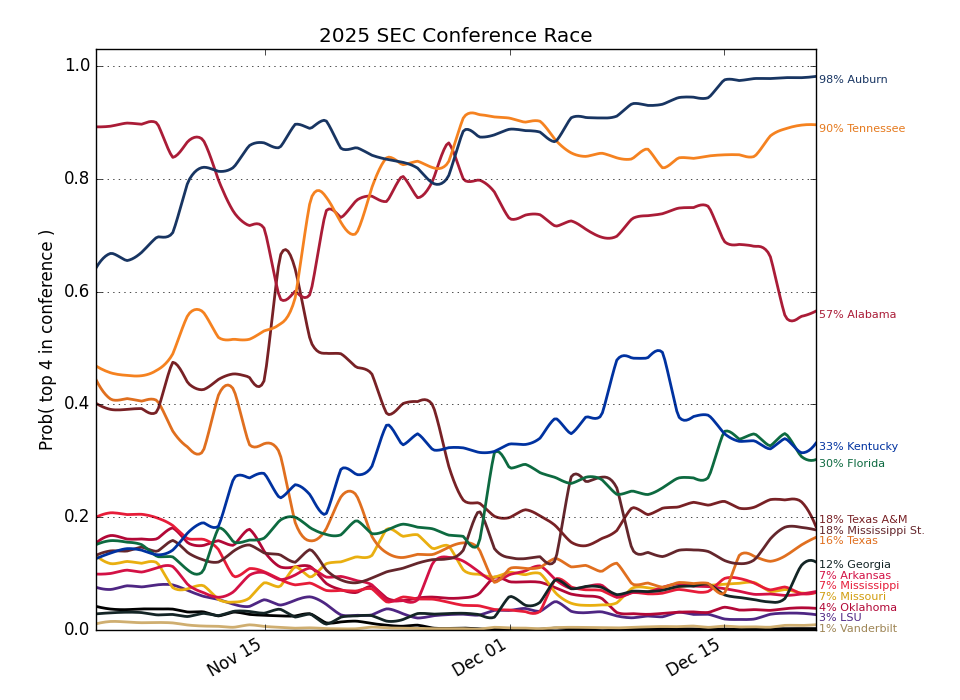 2025 SEC Conference Race
Prob( top 4 in conference )
1.0
0.8
0.6
0.4
0.2
0.0
Nov 15
Dec 01
Dec 15
98% Auburn
90% Tennessee
57% Alabama
33% Kentucky
30% Florida
18% Texas A&M
18% Mississippi St.
16% Texas
12% Georgia
7% Arkansas
7% Mississippi
7% Missouri
4% Oklahoma
3% LSU
1% Vanderbilt